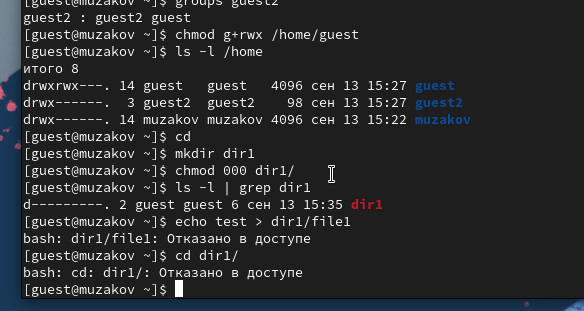 [guest@muzakov ~]$ groups guest2
guest2 : guest2 guest
[guest@muzakov ~]$ chmod g+rwx /home/guest
[guest@muzakov ~]$ ls -l /home
итого 8
drwxrwx---. 14 guest   guest   4096 сен 13 15:27 guest
drwx------.  3 guest2  guest2    98 сен 13 15:27 guest2
drwx------. 14 muzakov muzakov 4096 сен 13 15:22 muzakov
[guest@muzakov ~]$ cd
[guest@muzakov ~]$ mkdir dir1
[guest@muzakov ~]$ chmod 000 dir1/
[guest@muzakov ~]$ ls -l | grep dir1
d---------. 2 guest guest 6 сен 13 15:35 dir1
[guest@muzakov ~]$ echo test > dir1/file1
bash: dir1/file1: Отказано в доступе
[guest@muzakov ~]$ cd dir1/
bash: cd: dir1/: Отказано в доступе
[guest@muzakov ~]$